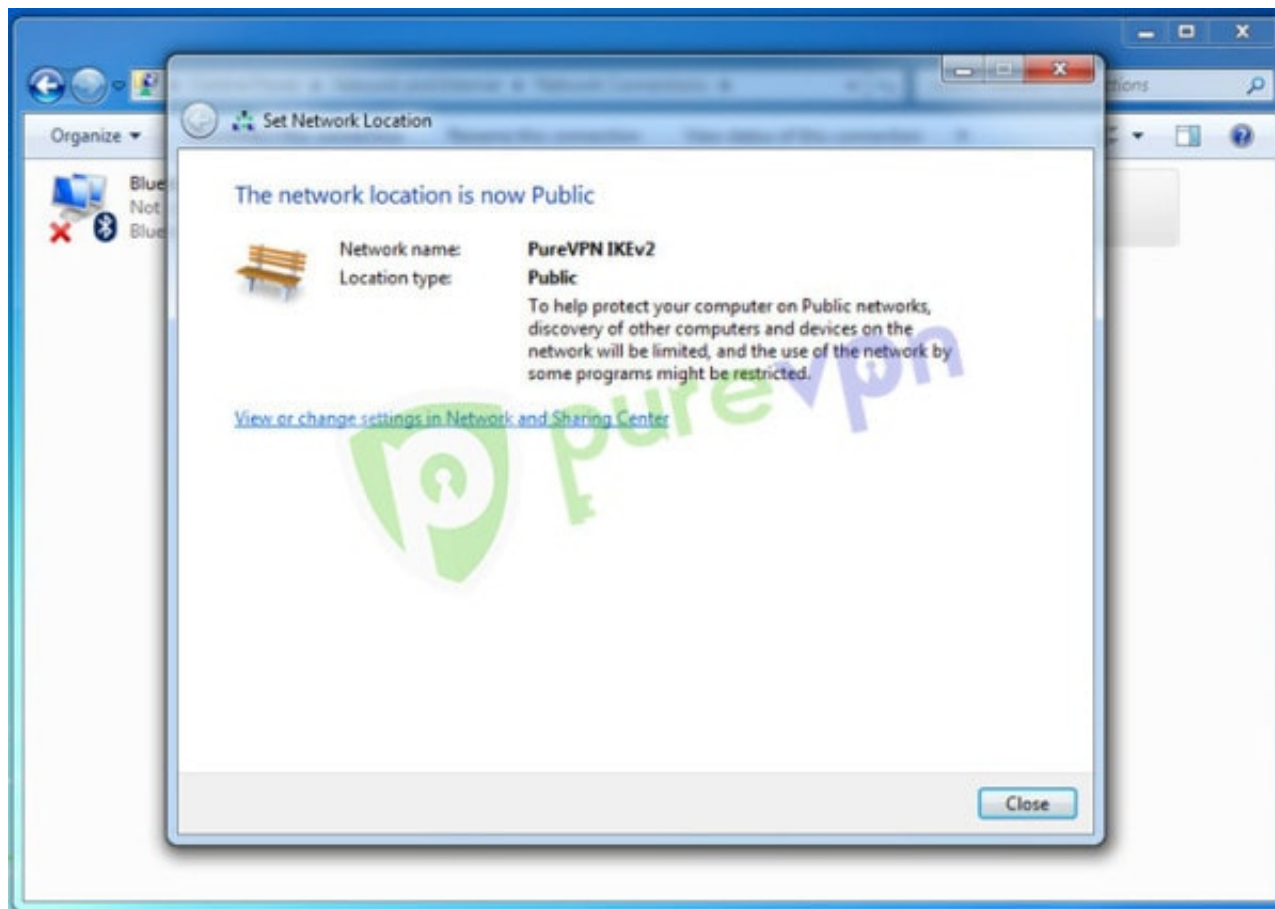 ctions
Organize
Set Network Location
Blue
Not
Blue
The network location is now Public
Network name: PureVPN IKEv2
Location type: Public
To help protect your computer on Public networks,
discovery of other computers and devices on the
network will be limited, and the use of the network by
some programs might be restricted.
View or change settings in Network and Sharing Center
purevpn
Close